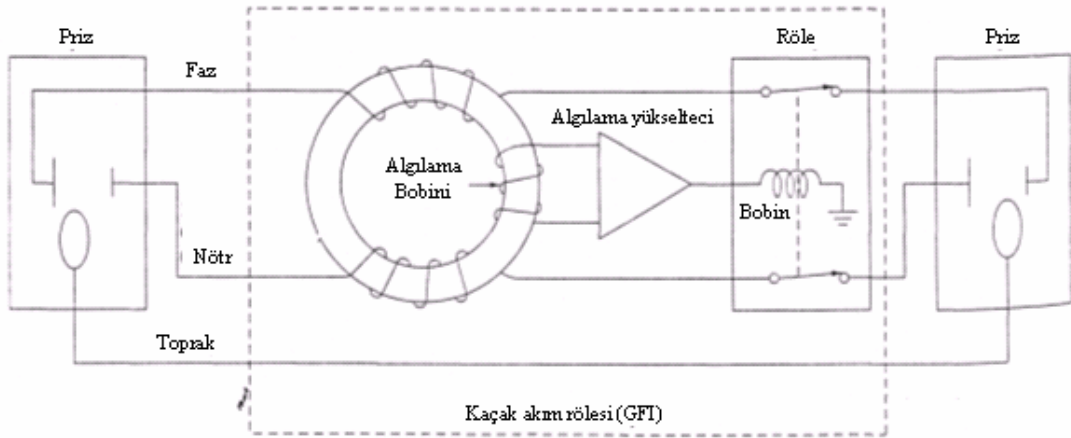 Priz
Röle
Priz
Faz
Algılama yükselteci
Algılama
Bobini
Bobin
Nötr
Toprak
Kaçak akım rölesi (GFI)